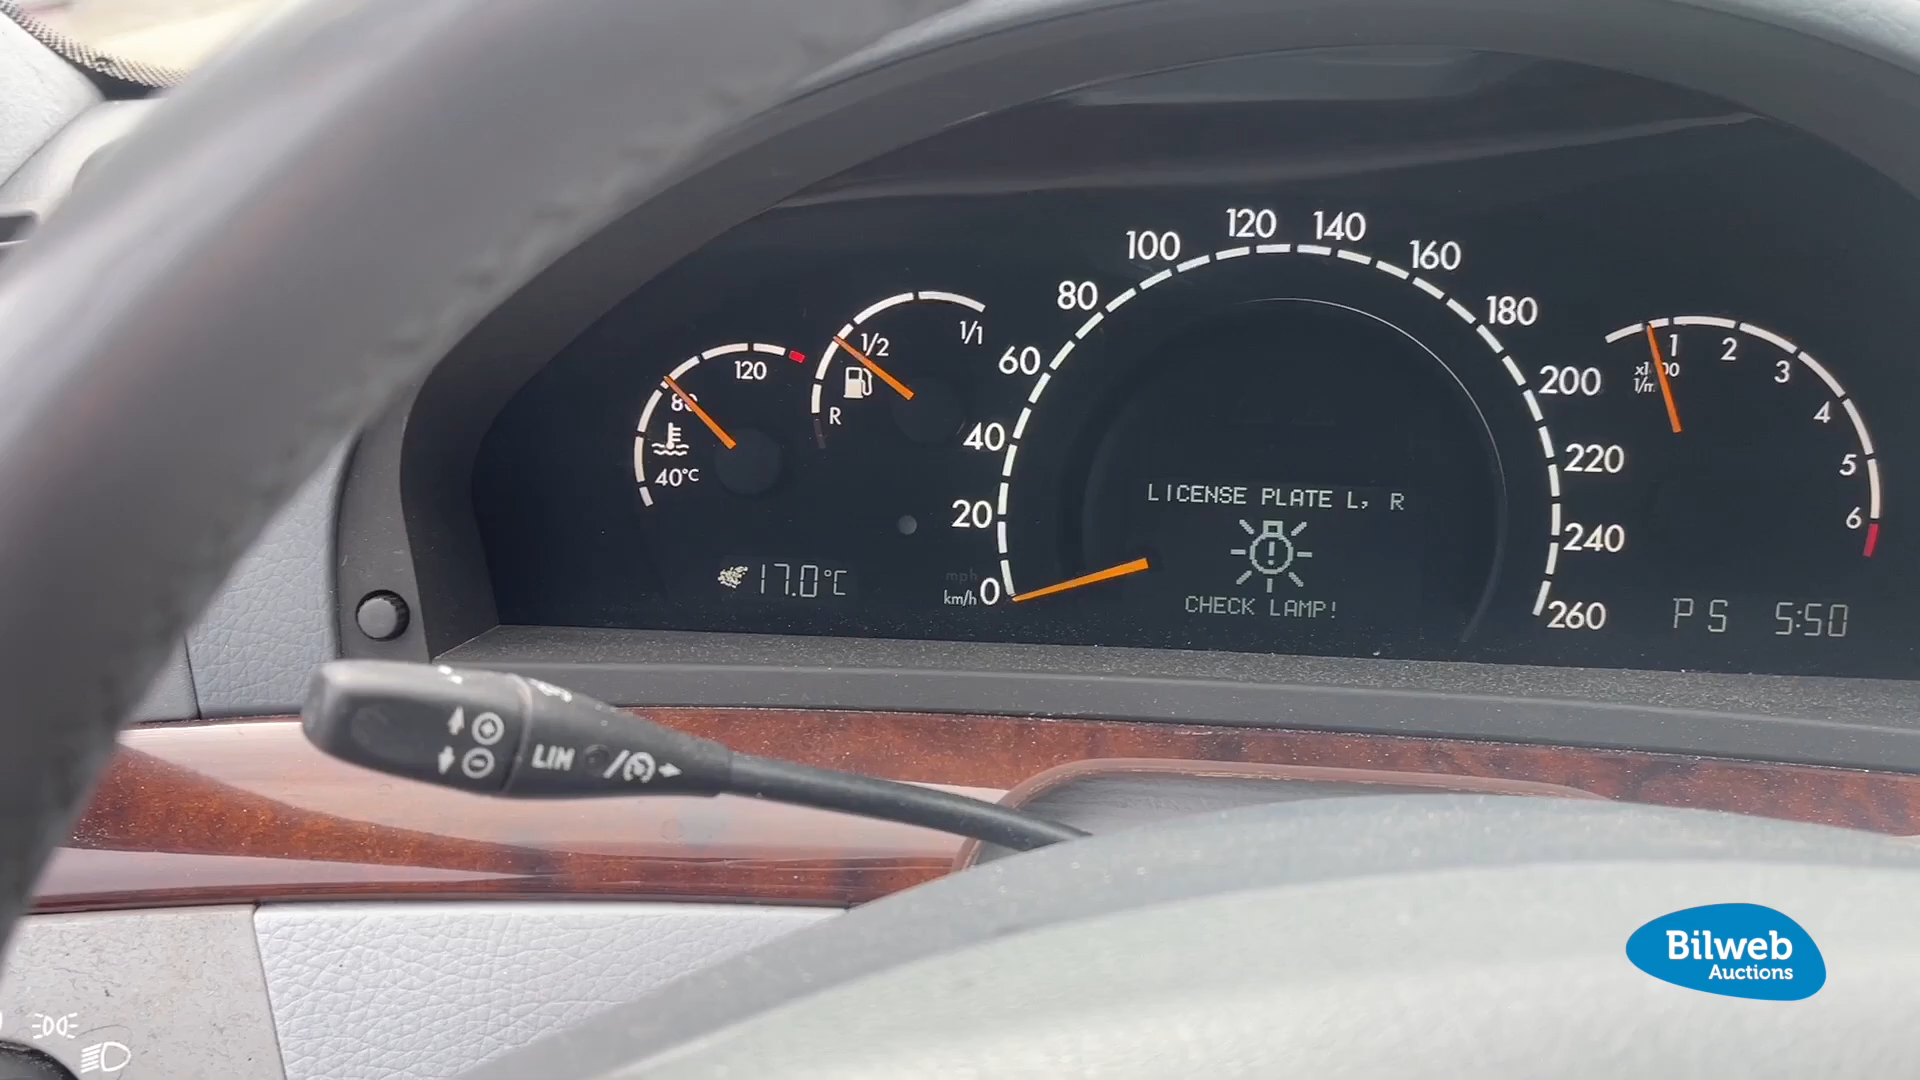 120
80
40°C
1/1
1/2
R
17.0°C
0
20
40
60
80
100
120
140
160
180
200
220
240
260
mph
km/h
LICENSE PLATE L, R
CHECK LAMP!
1
2
3
4
5
6
P S 5:50
LIM
Bilweb
Auctions